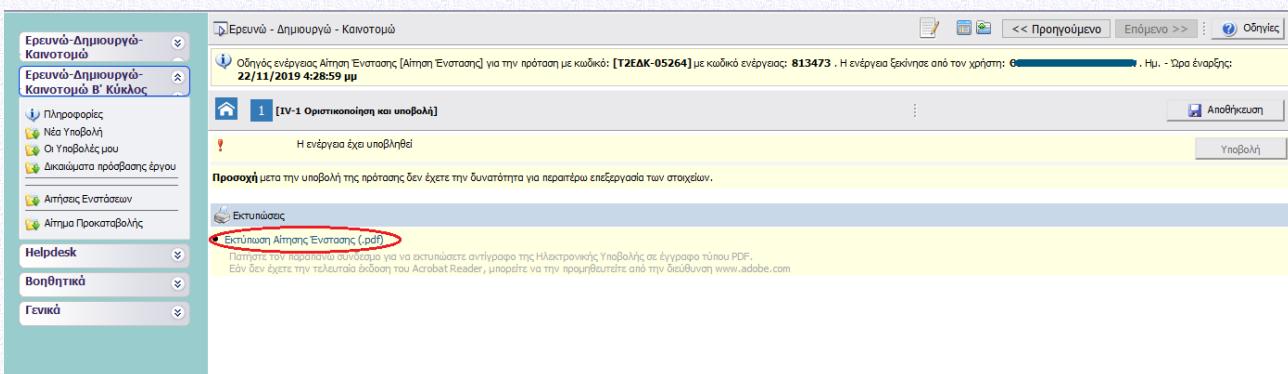 Ερευνώ-Δημιουργώ-
Καινοτομώ
Ερευνώ-Δημιουργώ-
Καινοτομώ Β' Κύκλος
Πληροφορίες
Νέα Υποβολή
Οι Υποβολές μου
Δικαιώματα πρόσβασης έργου
Αιτήσεις Ενστάσεων
Αίτημα Προκαταβολής
Helpdesk
Βοηθητικά
Γενικά
Ερευνώ - Δημιουργώ - Καινοτομώ
<< Προηγούμενο
Επόμενο >>
Οδηγίες
Οδηγός ενέργειας Αίτηση Ένστασης [Αίτηση Ένστασης] για την πρόταση με κωδικό: [Τ2ΕΔΚ-05264] με κωδικό ενέργειας: 813473 . Η ενέργεια ξεκίνησε από τον χρήστη: . Ημ. - Ώρα έναρξης:
22/11/2019 4:28:59 μμ
1 [IV-1 Οριστικοποίηση και υποβολή]
Αποθήκευση
Η ενέργεια έχει υποβληθεί
Υποβολή
Προσοχή μετα την υποβολή της πρότασης δεν έχετε την δυνατότητα για περαιτέρω επεξεργασία των στοιχείων.
Εκτυπώσεις
Εκτύπωση Αίτησης Ένστασης (.pdf)
Πατήστε τον παραπάνω σύνδεσμο για να εκτυπώσετε αντίγραφο της Ηλεκτρονικής Υποβολής σε έγγραφο τύπου PDF.
Εάν δεν έχετε την τελευταία έκδοση του Acrobat Reader, μπορείτε να την προμηθευτείτε από την διεύθυνση www.adobe.com